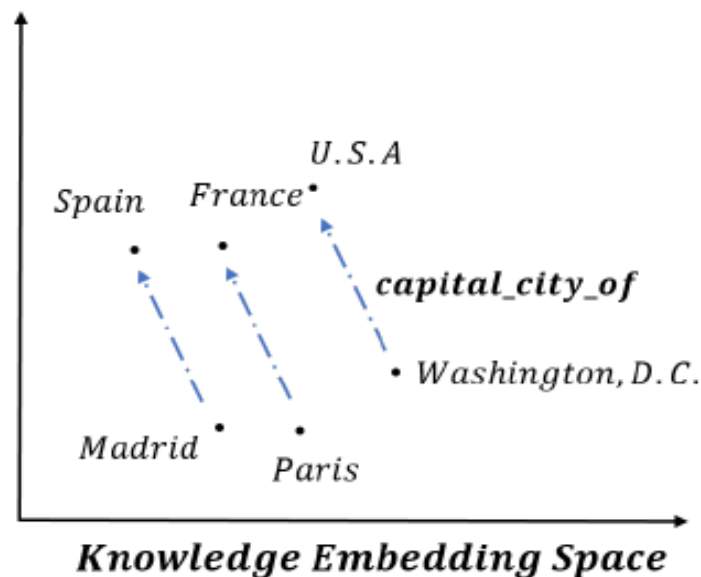 U.S.A
Spain
France
capital_city_of
Washington, D.C.
Madrid
Paris
Knowledge Embedding Space